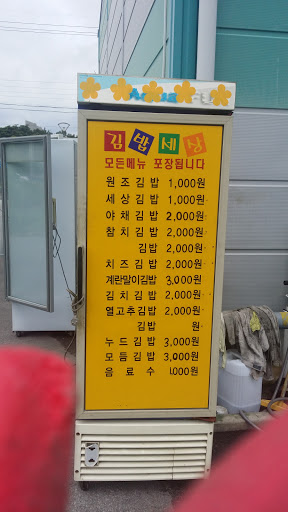 김밥세상
모든메뉴 포장됩니다
원조김밥 1,000원
세상김밥 1,000원
야채김밥 2,000원
참치김밥 2,000원
김밥 2,000원
치즈김밥 2,000원
계란말이김밥 3,000원
김치김밥 2,000원
열고추김밥 2,000원
김밥 원
누드김밥 3,000원
모듬김밥 3,000원
음료수 1,000원